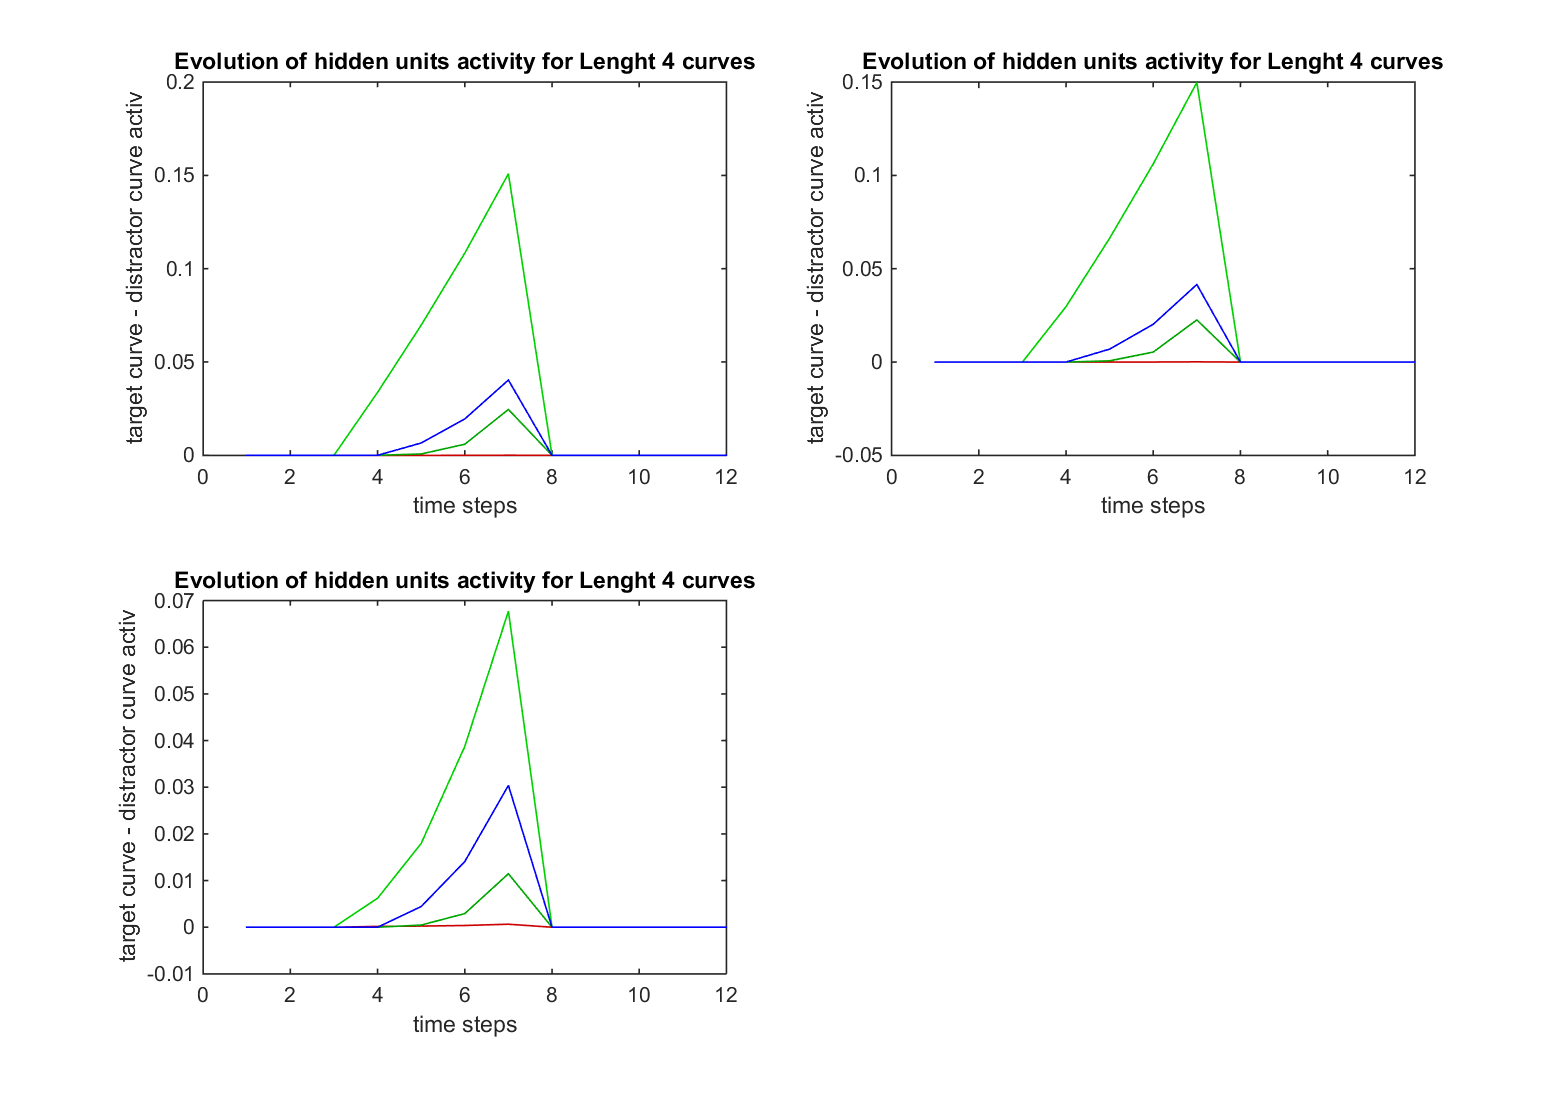 Evolution of hidden units activity for Lenght 4 curves
target curve - distractor curve activ
0.2
0.15
0.1
0.05
0
0 2 4 6 8 10 12
time steps
Evolution of hidden units activity for Lenght 4 curves
target curve - distractor curve activ
0.15
0.1
0.05
0
-0.05
0 2 4 6 8 10 12
time steps
Evolution of hidden units activity for Lenght 4 curves
target curve - distractor curve activ
0.07
0.06
0.05
0.04
0.03
0.02
0.01
0
-0.01
0 2 4 6 8 10 12
time steps